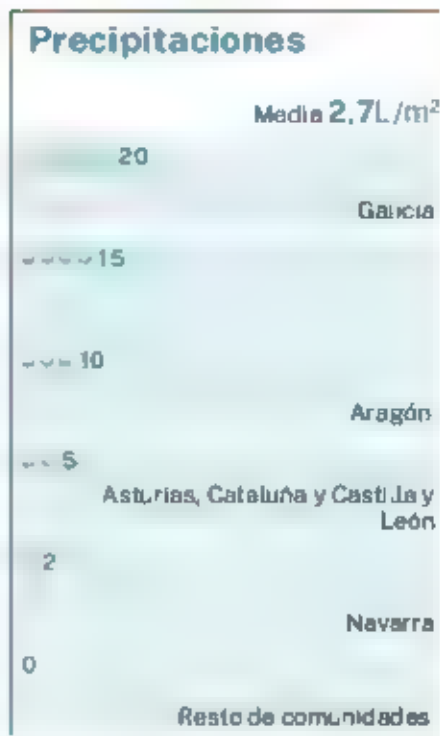 Precipitaciones
Media 2,7L/m²
20
Galicia
15
10
Aragón
5
Asturias, Cataluña y Castilla y
León
2
Navarra
0
Resto de comunidades